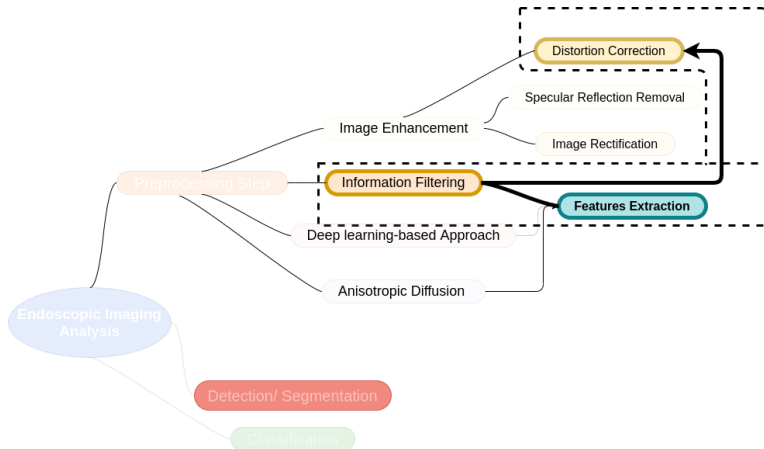 Distortion Correction
Specular Reflection Removal
Image Enhancement
Image Rectification
Preprocessing Step
Information Filtering
Features Extraction
Deep learning-based Approach
Anisotropic Diffusion
Endoscopic Imaging
Analysis
Detection/ Segmentation
Classification